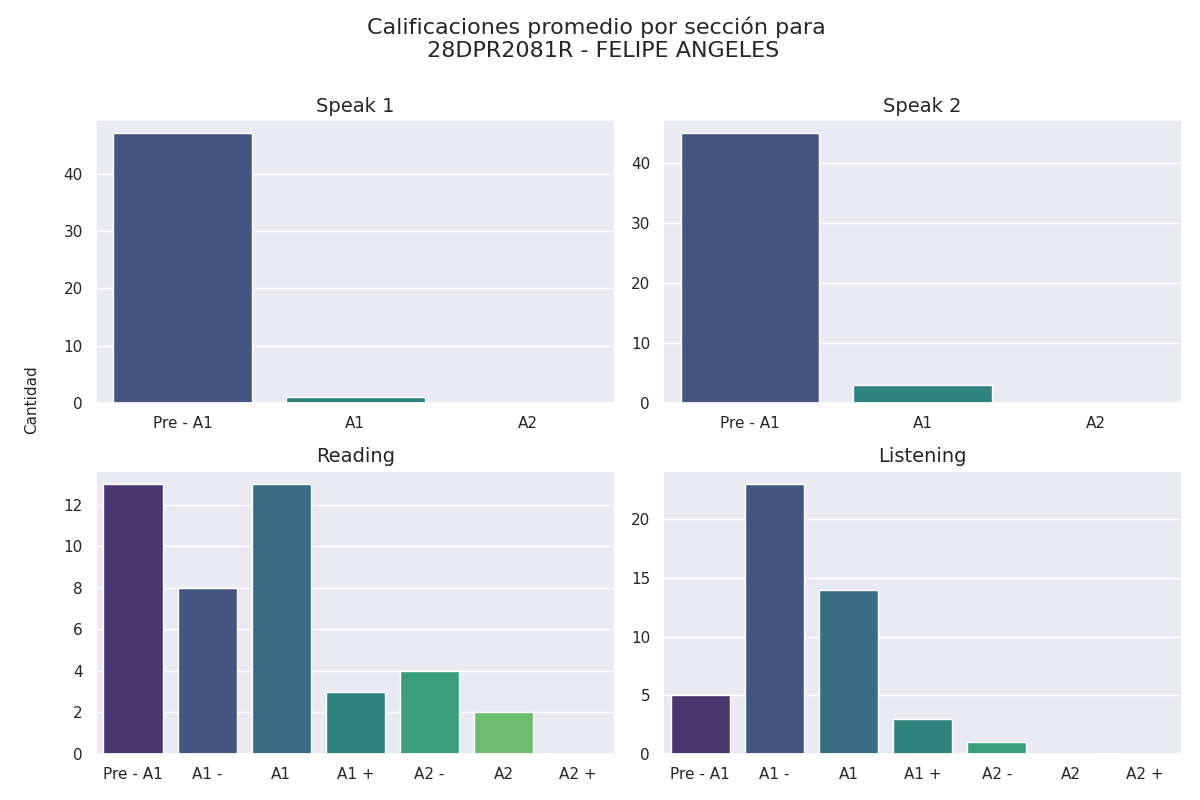 Calificaciones promedio por sección para
28DPR2081R - FELIPE ANGELES
Speak 1
40
30
20
10
0
Pre - A1 A1 A2
Speak 2
40
30
20
10
0
Pre - A1 A1 A2
Cantidad
Reading
12
10
8
6
4
2
0
Pre - A1 A1 - A1 A1 + A2 - A2 A2 +
Listening
20
15
10
5
0
Pre - A1 A1 - A1 A1 + A2 - A2 A2 +